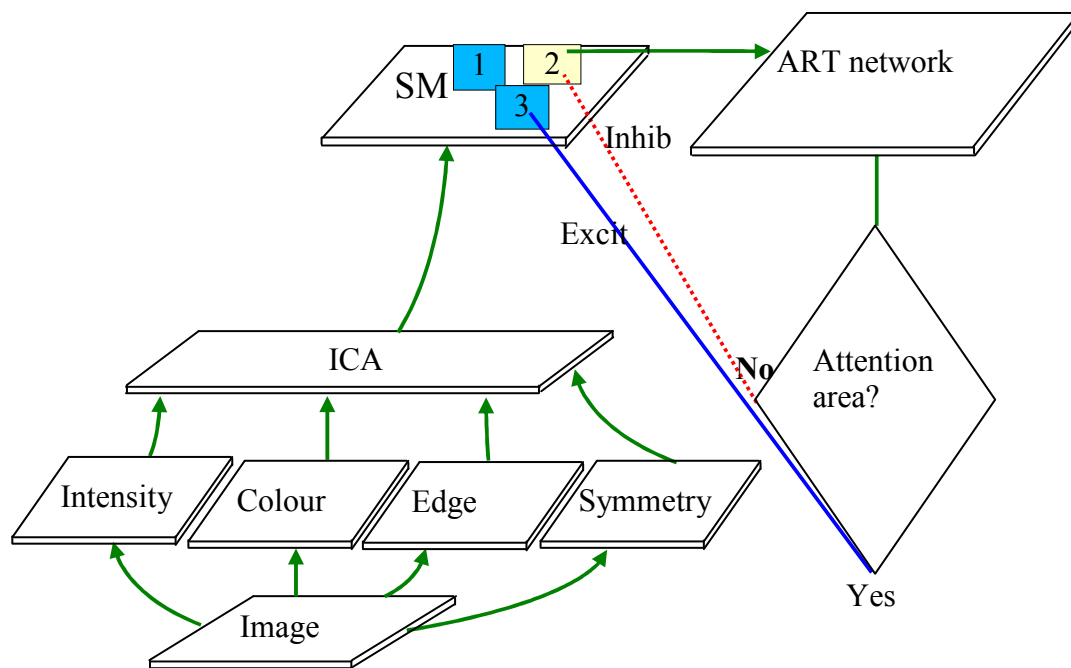 SM
1
2
3
ART network
Inhib
Excit
ICA
No
Attention
area?
Intensity
Colour
Edge
Symmetry
Yes
Image